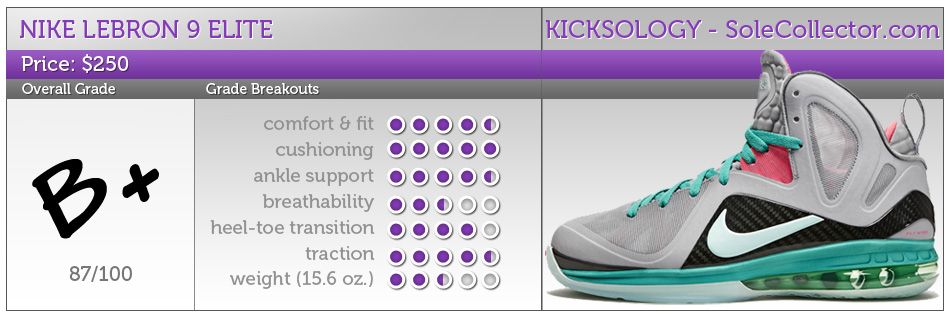 NIKE LEBRON 9 ELITE
KICKSOLOGY - SoleCollector.com
Price: $250
Overall Grade
Grade Breakouts
B+
87/100
comfort & fit
cushioning
ankle support
breathability
heel-toe transition
traction
weight (15.6 oz.)